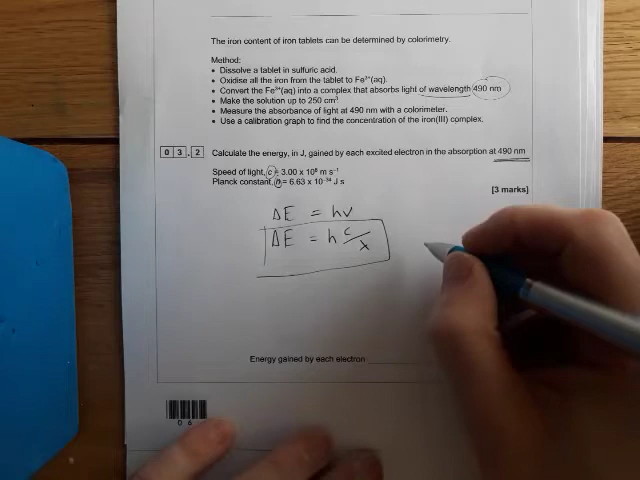 The iron content of iron tablets can be determined by colorimetry.
Method:
• Dissolve a tablet in sulfuric acid.
• Oxidise all the iron from the tablet to Fe³⁺(aq).
• Convert the Fe³⁺(aq) into a complex that absorbs light of wavelength 490 nm
• Make the solution up to 250 cm³
• Measure the absorbance of light at 490 nm with a colorimeter.
• Use a calibration graph to find the concentration of the iron(III) complex.
0 3 . 2 Calculate the energy, in J, gained by each excited electron in the absorption at 490 nm
Speed of light, c = 3.00 x 10⁸ m s⁻¹
Planck constant, h = 6.63 x 10⁻³⁴ J s
[3 marks]
ΔE = hν
ΔE = h c/λ
Energy gained by each electron
0 6